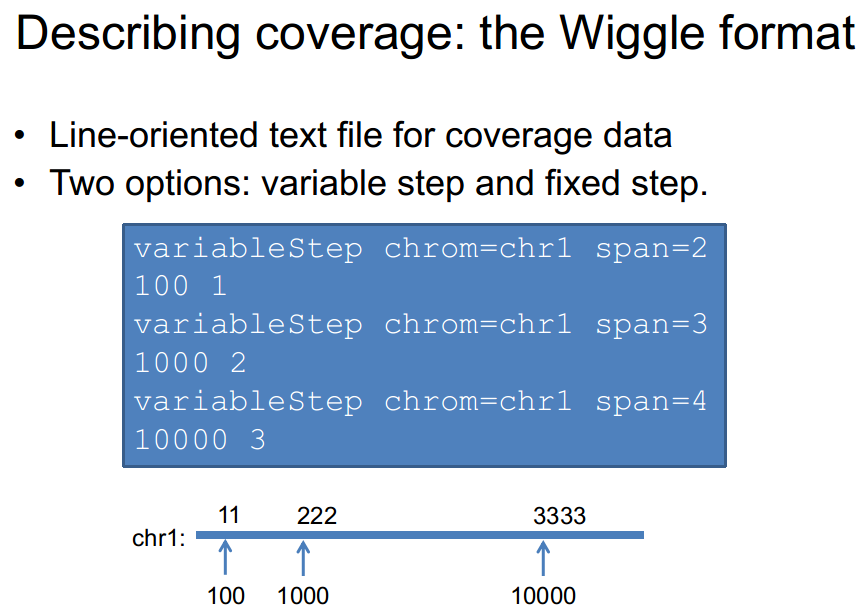 Describing coverage: the Wiggle format
• Line-oriented text file for coverage data
• Two options: variable step and fixed step.
variableStep chrom=chr1 span=2
100 1
variableStep chrom=chr1 span=3
1000 2
variableStep chrom=chr1 span=4
10000 3
11 222 3333
chr1:
100 1000 10000